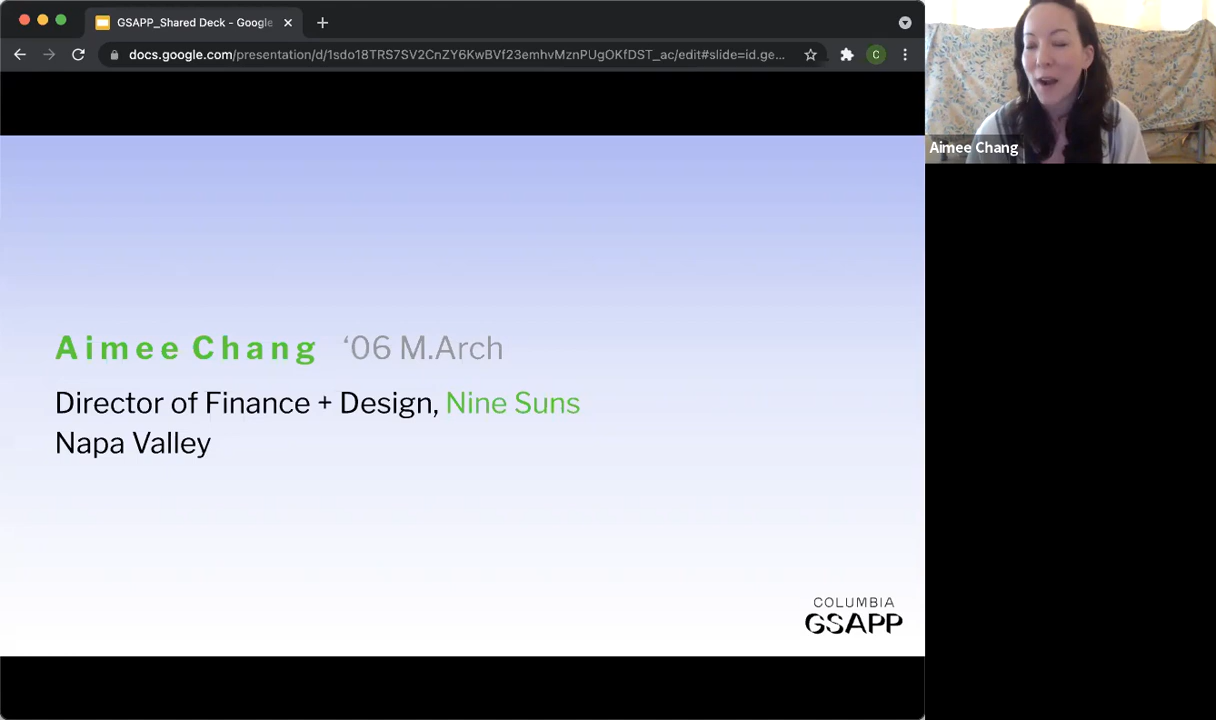 GSAPP_Shared Deck - Google
docs.google.com/presentation/d/1sdo18TRS7SV2CnZY6KwBVf23emhvMznPUgOKfDST_ac/edit#slide=id.ge...
C
Aimee Chang
Aimee Chang ‘06 M.Arch
Director of Finance + Design, Nine Suns
Napa Valley
COLUMBIA
GSAPP